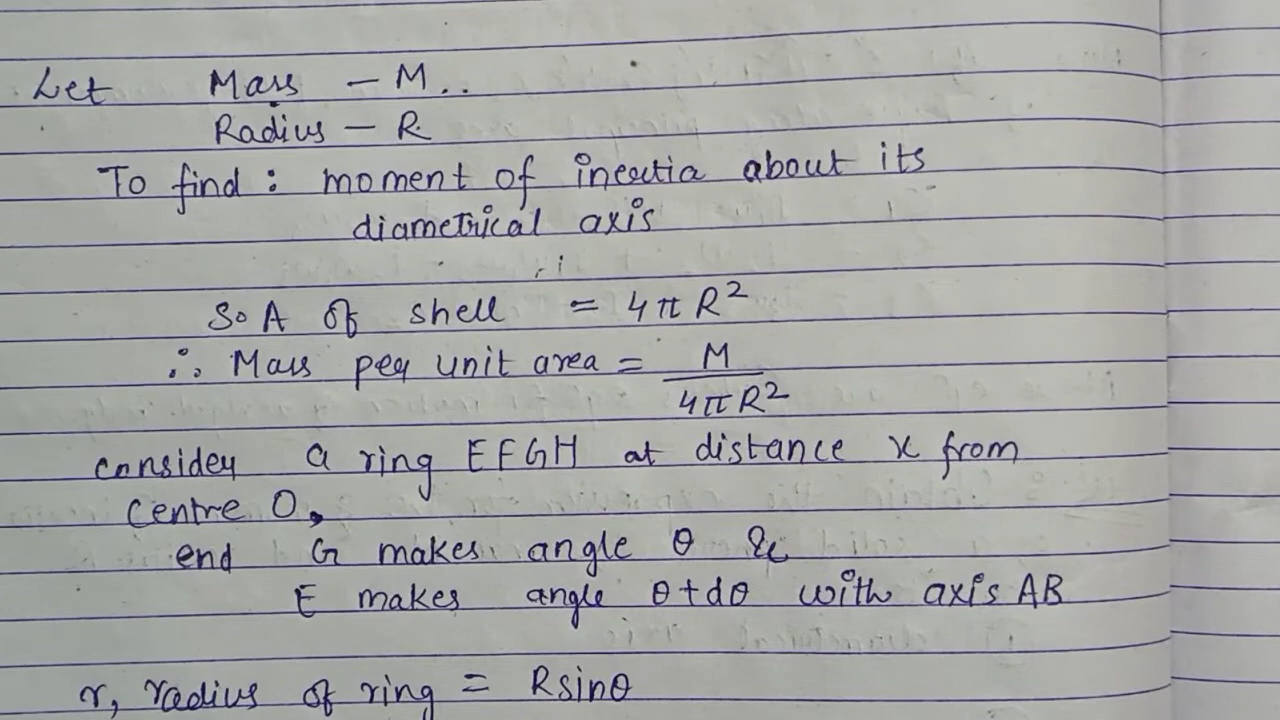 Let Mass – M..
Radius – R
To find : moment of inertia about its
diametrical axis
SoA of shell = 4πR²
∴ Mass per unit area = M / 4πR²
consider a ring EFGH at distance x from
centre O,
end G makes angle θ &
E makes angle θ+dθ with axis AB
r, radius of ring = Rsinθ